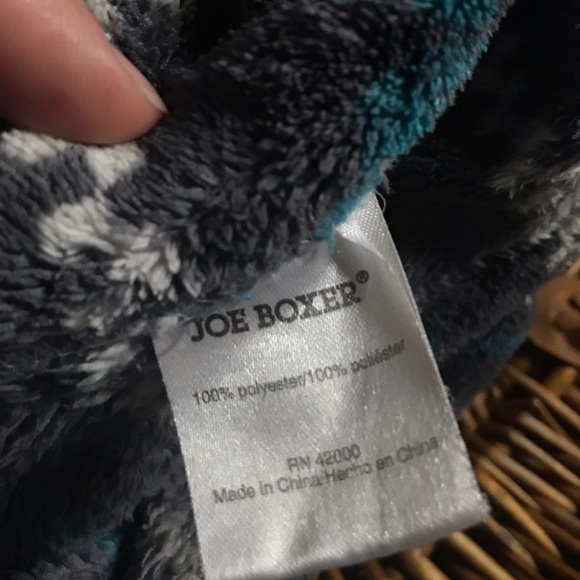 JOE BOXER®
100% polyester/100% poliéster
RN 42000
Made in China/Hecho en China